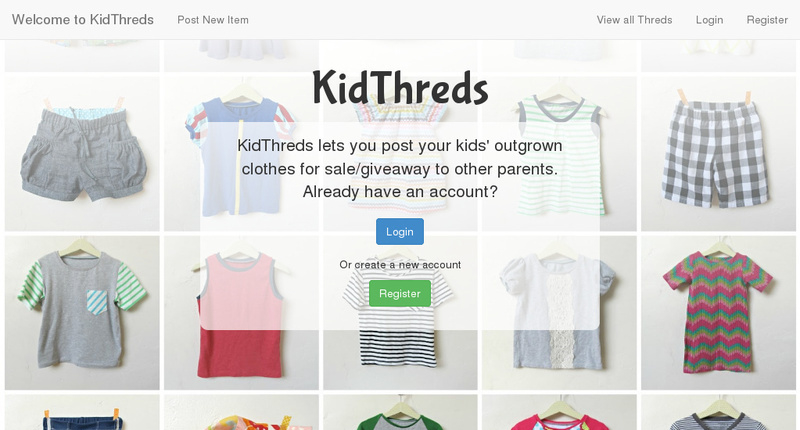 Welcome to KidThreds
Post New Item
View all Threds
Login
Register
KidThreds
KidThreds lets you post your kids' outgrown
clothes for sale/giveaway to other parents.
Already have an account?
Login
Or create a new account
Register